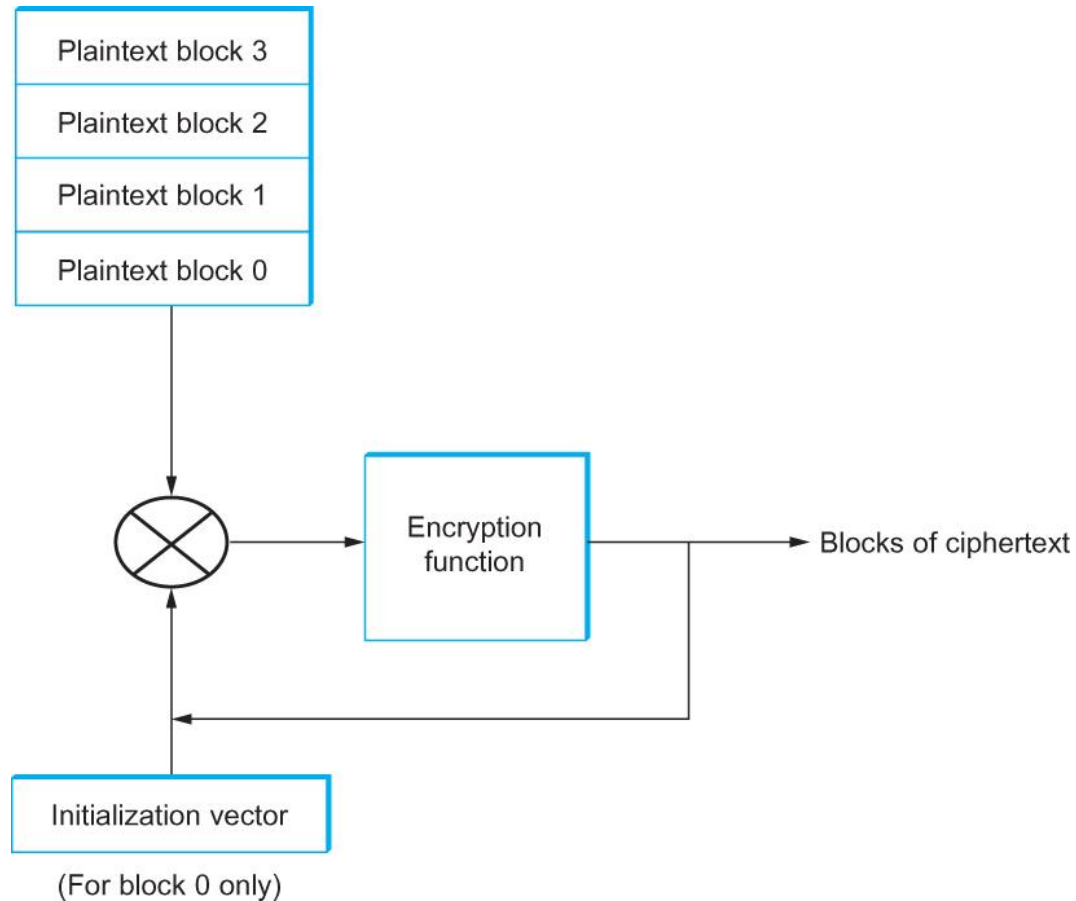 Plaintext block 3
Plaintext block 2
Plaintext block 1
Plaintext block 0
Encryption
function
Blocks of ciphertext
Initialization vector
(For block 0 only)